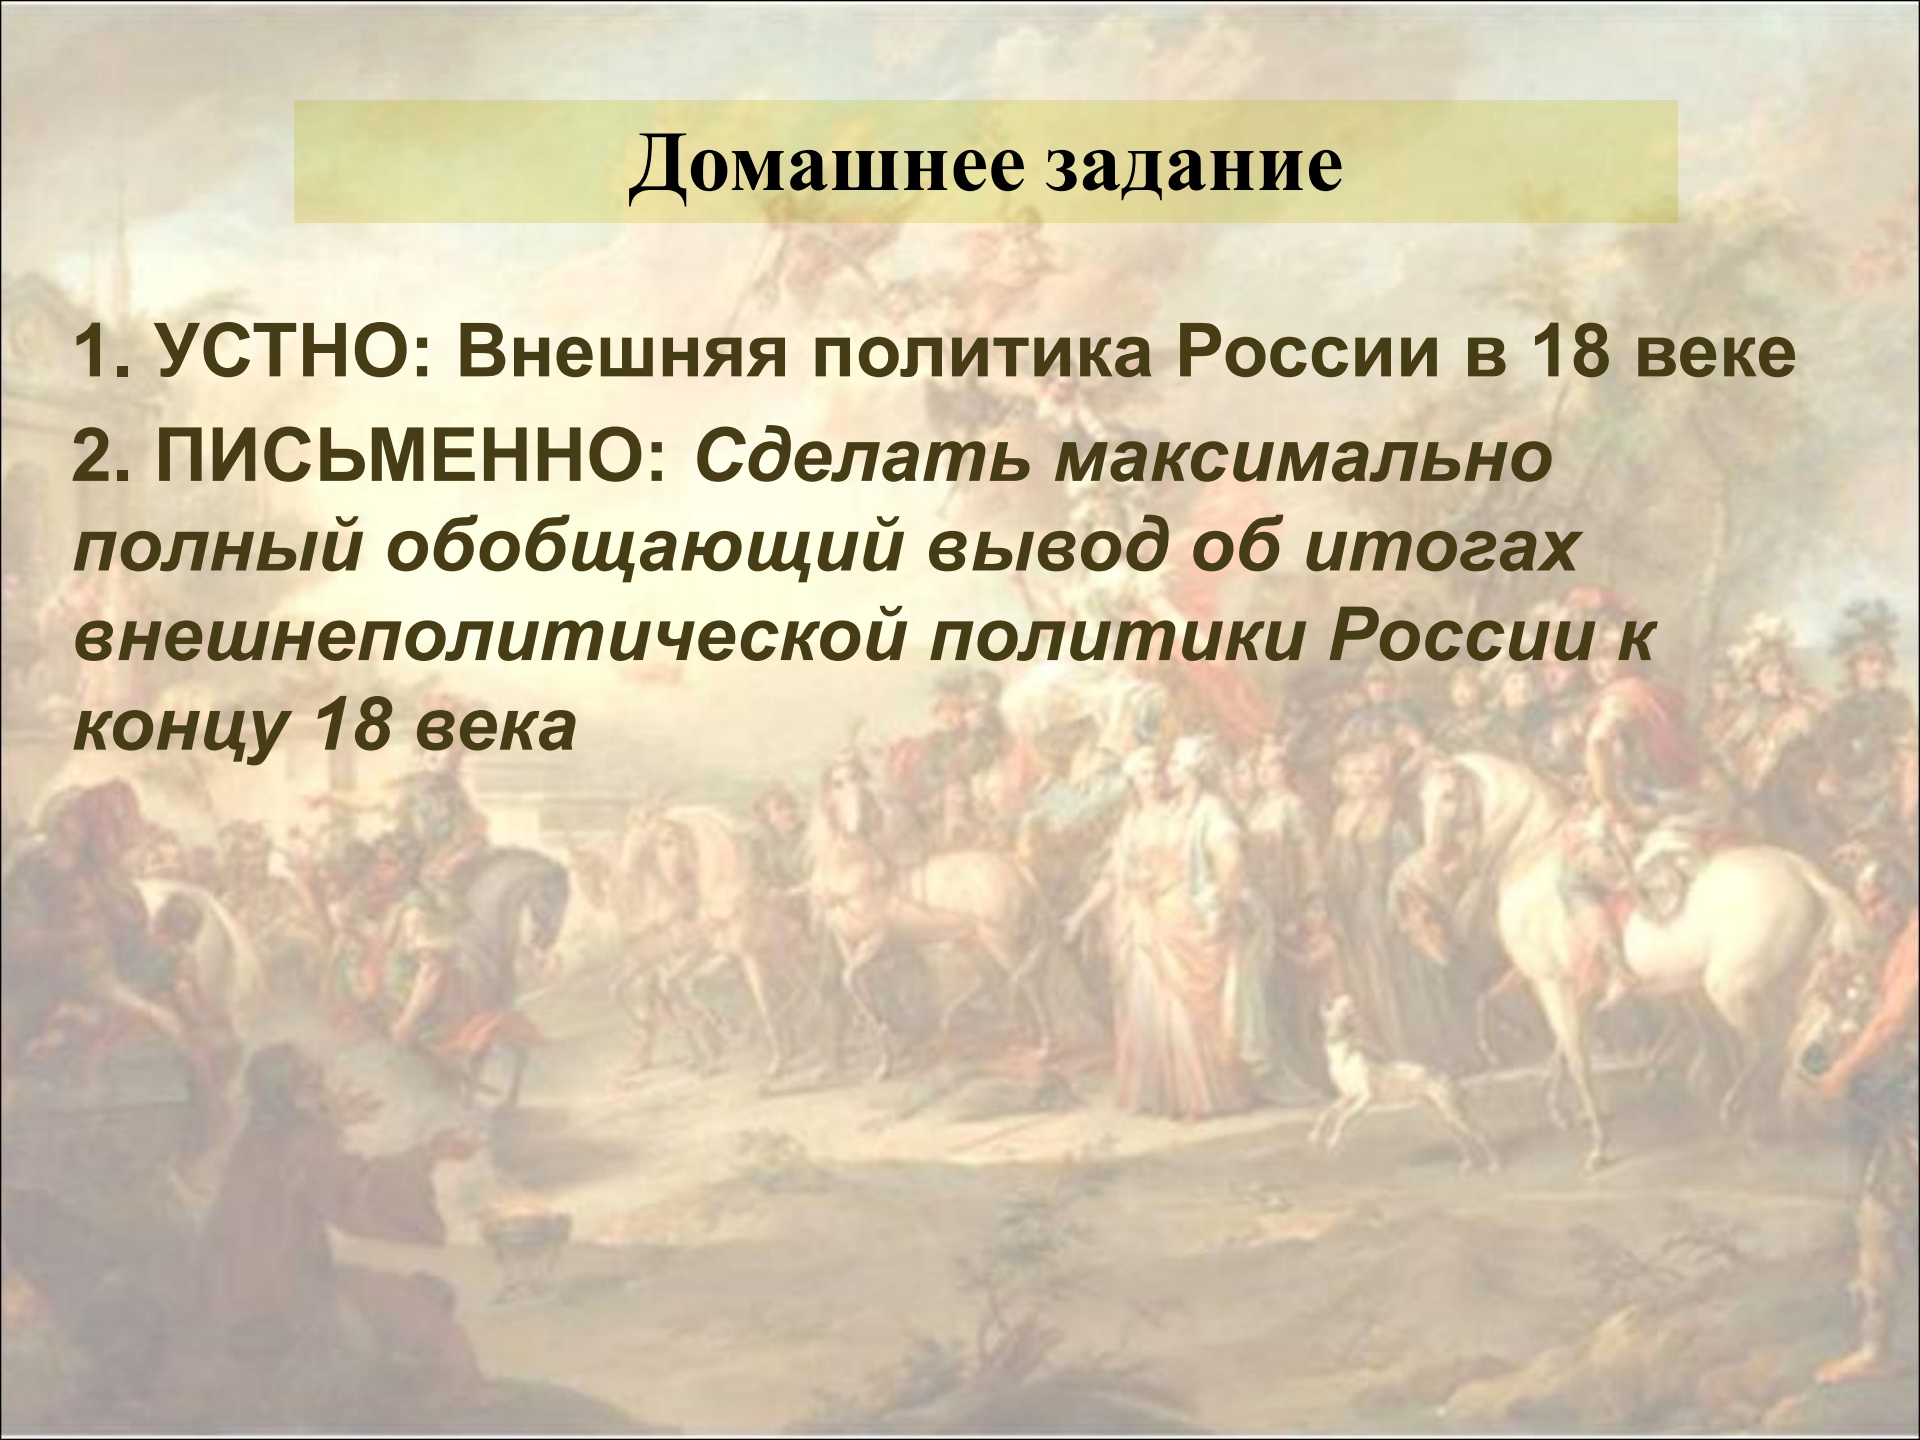 Домашнее задание
1. УСТНО: Внешняя политика России в 18 веке
2. ПИСЬМЕННО: Сделать максимально
полный обобщающий вывод об итогах
внешнеполитической политики России к
концу 18 века